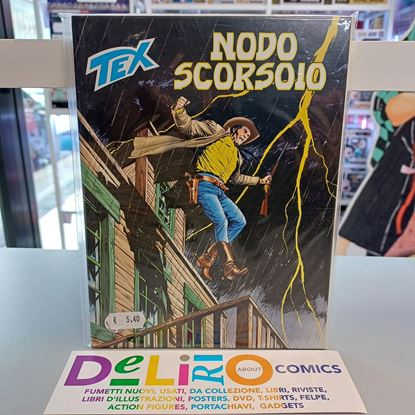 TEX
NODO
SCORSOIO
€ 5,40
DeLiRIO ABOUT COMICS
FUMETTI NUOVI, USATI, DA COLLEZIONE, LIBRI, RIVISTE,
LIBRI D'ILLUSTRAZIONI, POSTERS, DVD, T-SHIRTS, FELPE,
ACTION FIGURES, PORTACHIAVI, GADGETS